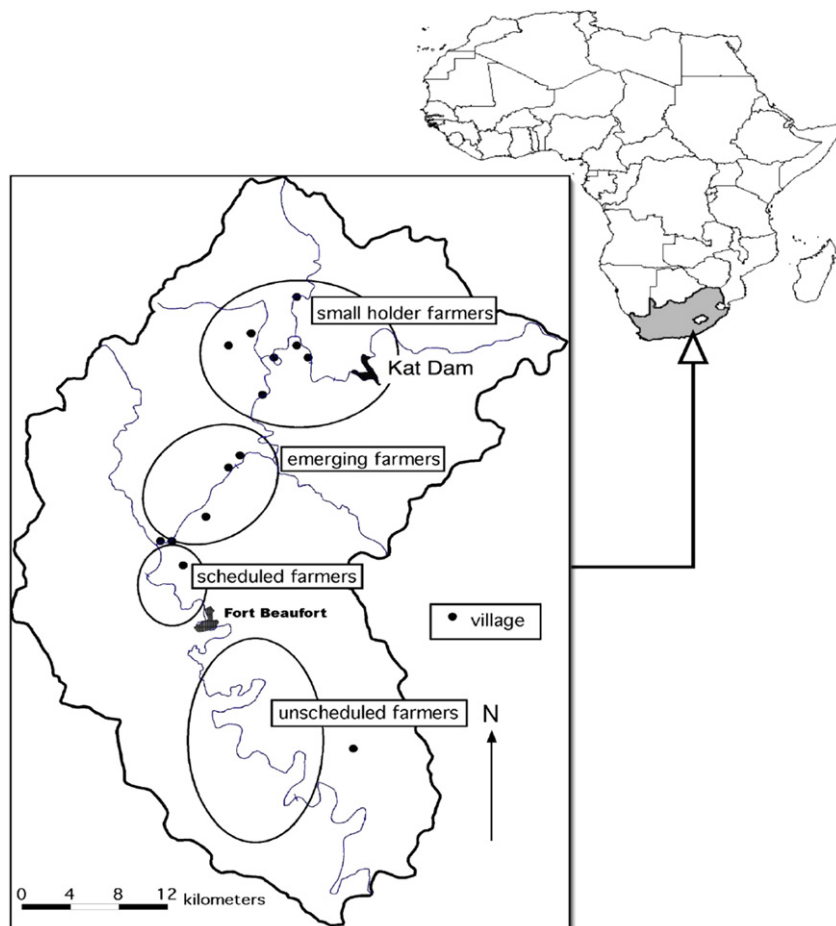 small holder farmers
Kat Dam
emerging farmers
scheduled farmers
Fort Beaufort
village
unscheduled farmers
N
0 4 8 12
kilometers